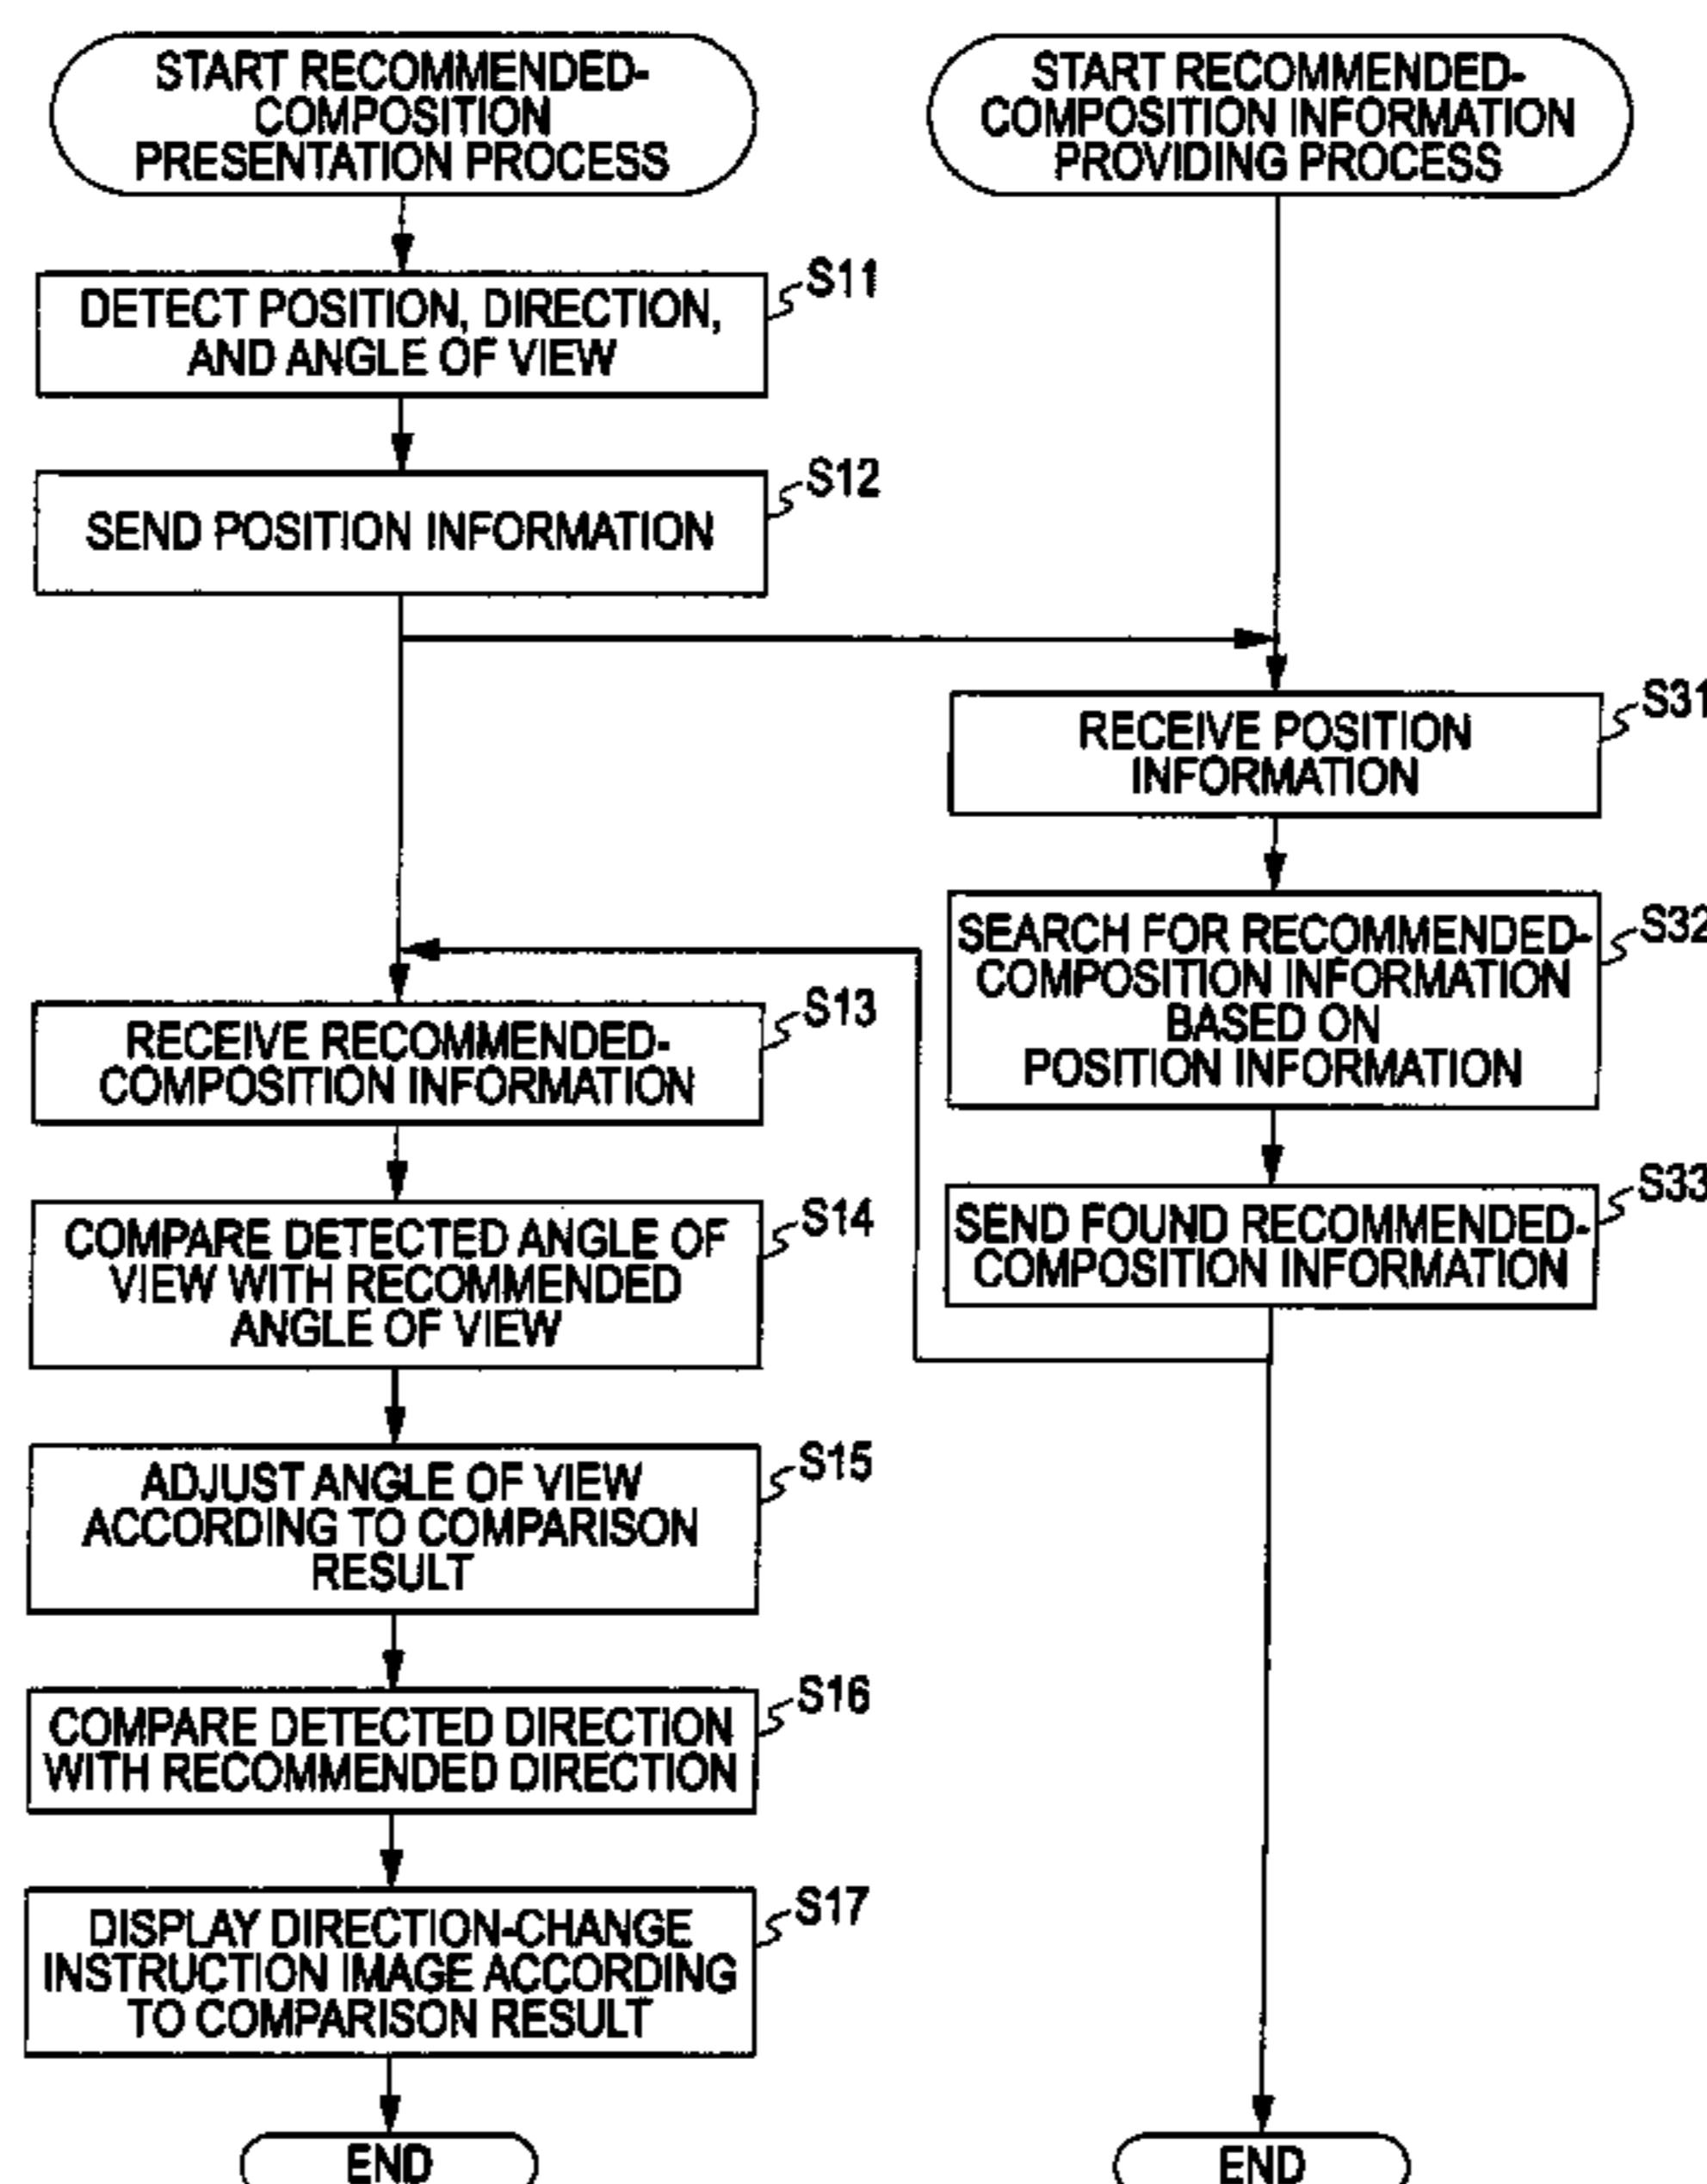 START RECOMMENDED-
COMPOSITION
PRESENTATION PROCESS
DETECT POSITION, DIRECTION,
AND ANGLE OF VIEW
S11
SEND POSITION INFORMATION
S12
RECEIVE RECOMMENDED-
COMPOSITION INFORMATION
S13
COMPARE DETECTED ANGLE OF
VIEW WITH RECOMMENDED
ANGLE OF VIEW
S14
ADJUST ANGLE OF VIEW
ACCORDING TO COMPARISON
RESULT
S15
COMPARE DETECTED DIRECTION
WITH RECOMMENDED DIRECTION
S16
DISPLAY DIRECTION-CHANGE
INSTRUCTION IMAGE ACCORDING
TO COMPARISON RESULT
S17
END
START RECOMMENDED-
COMPOSITION INFORMATION
PROVIDING PROCESS
RECEIVE POSITION
INFORMATION
S31
SEARCH FOR RECOMMENDED-
COMPOSITION INFORMATION
BASED ON
POSITION INFORMATION
S32
SEND FOUND RECOMMENDED-
COMPOSITION INFORMATION
S33
END